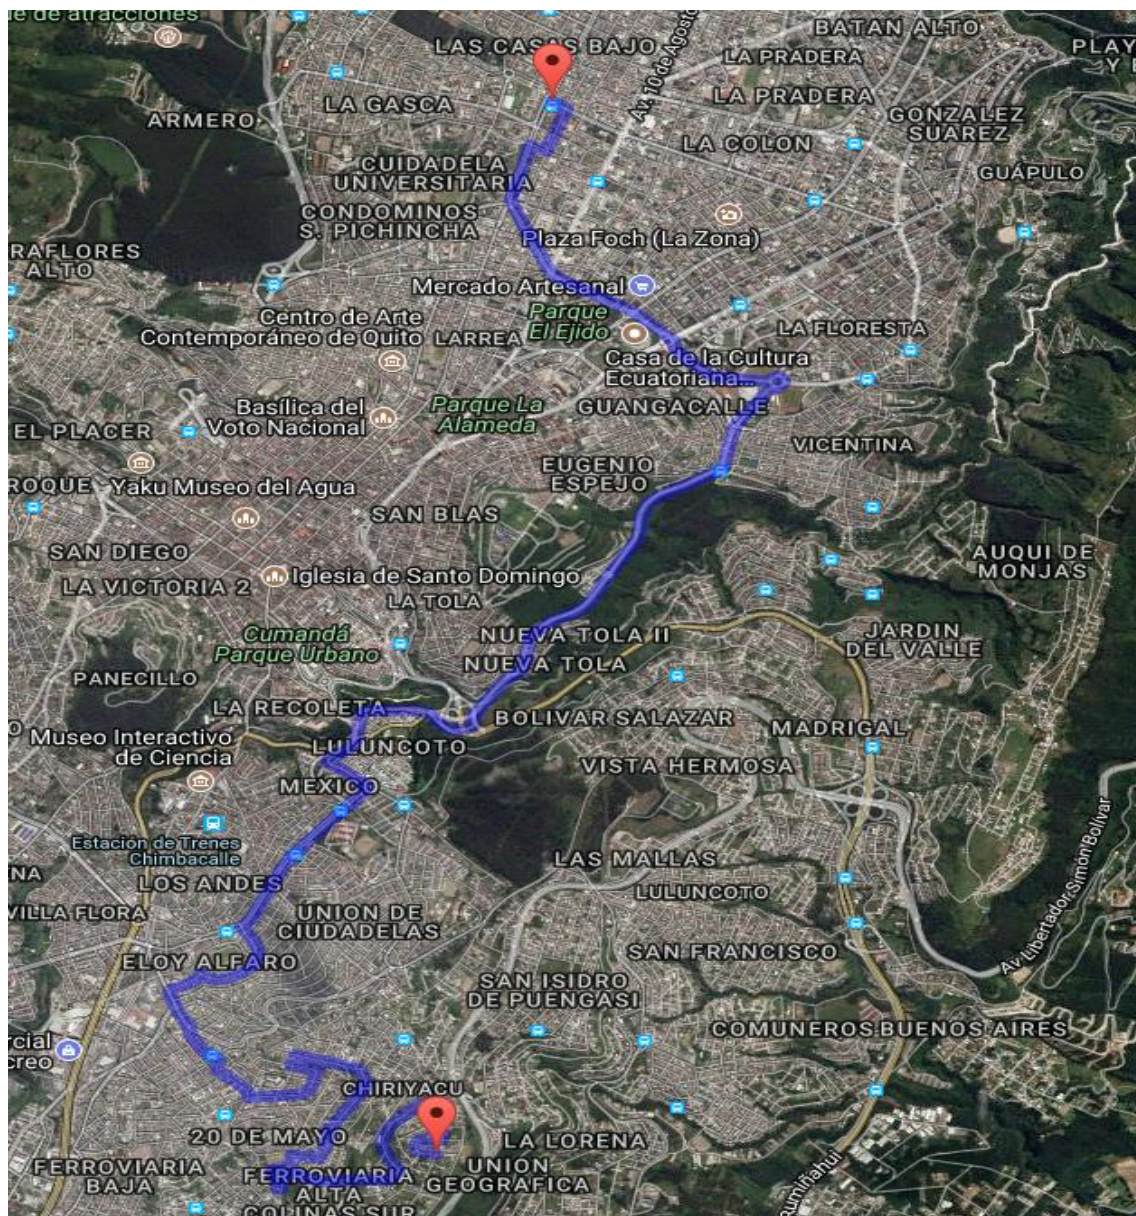 ue de atracciones
LAS CASAS BAJO
BATAN ALTO
LA PRADERA
PLAY
Y E
Av. 10 de Agosto
LA GASCA
LA PRADERA
GONZALEZ
SUAREZ
ARMERO
LA COLON
GUÁPULO
CUIDADELA
UNIVERSITARIA
CONDOMINOS
S. PICHINCHA
Plaza Foch (La Zona)
RAFLORES
ALTO
Mercado Artesanal
Parque
El Ejido
Centro de Arte
Contemporáneo de Quito
LARREA
LA FLORESTA
Casa de la Cultura
Ecuatoriana...
Basílica del
Voto Nacional
Parque La
Alameda
GUANGACALLE
EL PLACER
VICENTINA
EUGENIO
ESPEJO
ROQUE
Yaku Museo del Agua
SAN BLAS
SAN DIEGO
AUQUI DE
MONJAS
LA VICTORIA 2
Iglesia de Santo Domingo
LA TOLA
Cumandá
Parque Urbano
NUEVA TOLA II
JARDIN
DEL VALLE
NUEVA TOLA
PANECILLO
LA RECOLETA
BOLIVAR SALAZAR
O
Museo Interactivo
de Ciencia
LULUNCOTO
MADRIGAL
VISTA HERMOSA
MEXICO
Estación de Trenes
Chimbacalle
LAS MALLAS
NA
LOS ANDES
LULUNCOTO
Av Libertador Simón Bolívar
VILLA FLORA
UNION DE
CIUDADELAS
SAN FRANCISCO
ELOY ALFARO
SAN ISIDRO
DE PUENGASI
COMUNEROS
BUENOS AIRES
rcial
creo
CHIRIYACU
20 DE MAYO
LA LORENA
FERROVIARIA
BAJA
FERROVIARIA
ALTA
UNION
GEOGRAFICA
Rumiñahui
COLINAS SUR